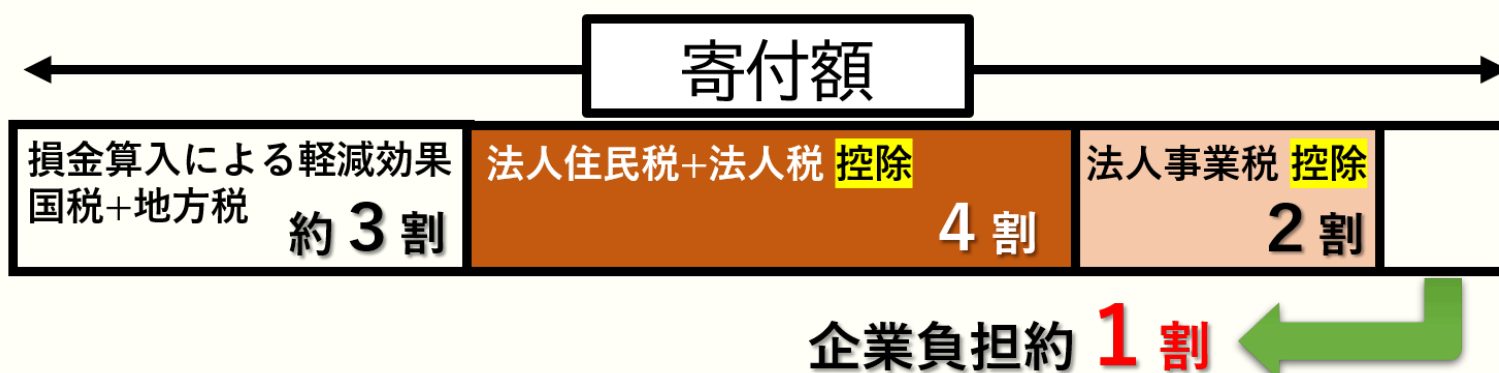 寄付額
損金算入による軽減効果
国税+地方税
約3割
法人住民税+法人税 控除
4割
法人事業税 控除
2割
企業負担約1割